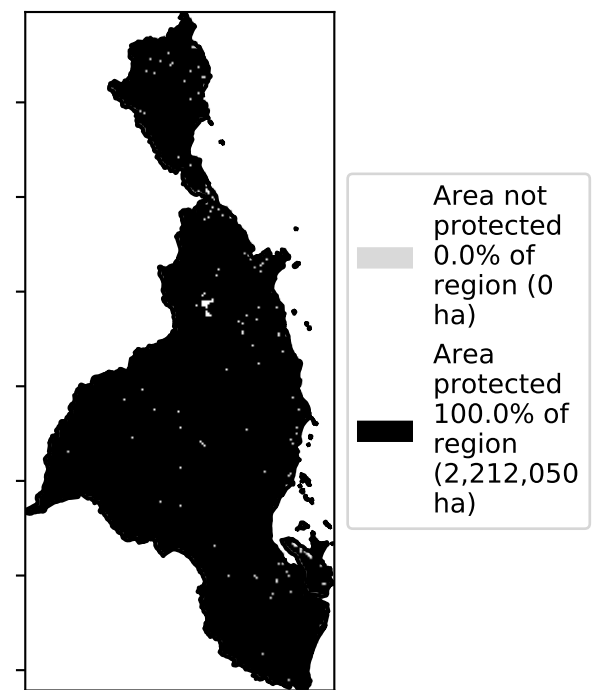 Area not
protected
0.0% of
region (0
ha)
Area
protected
100.0% of
region
(2,212,050
ha)